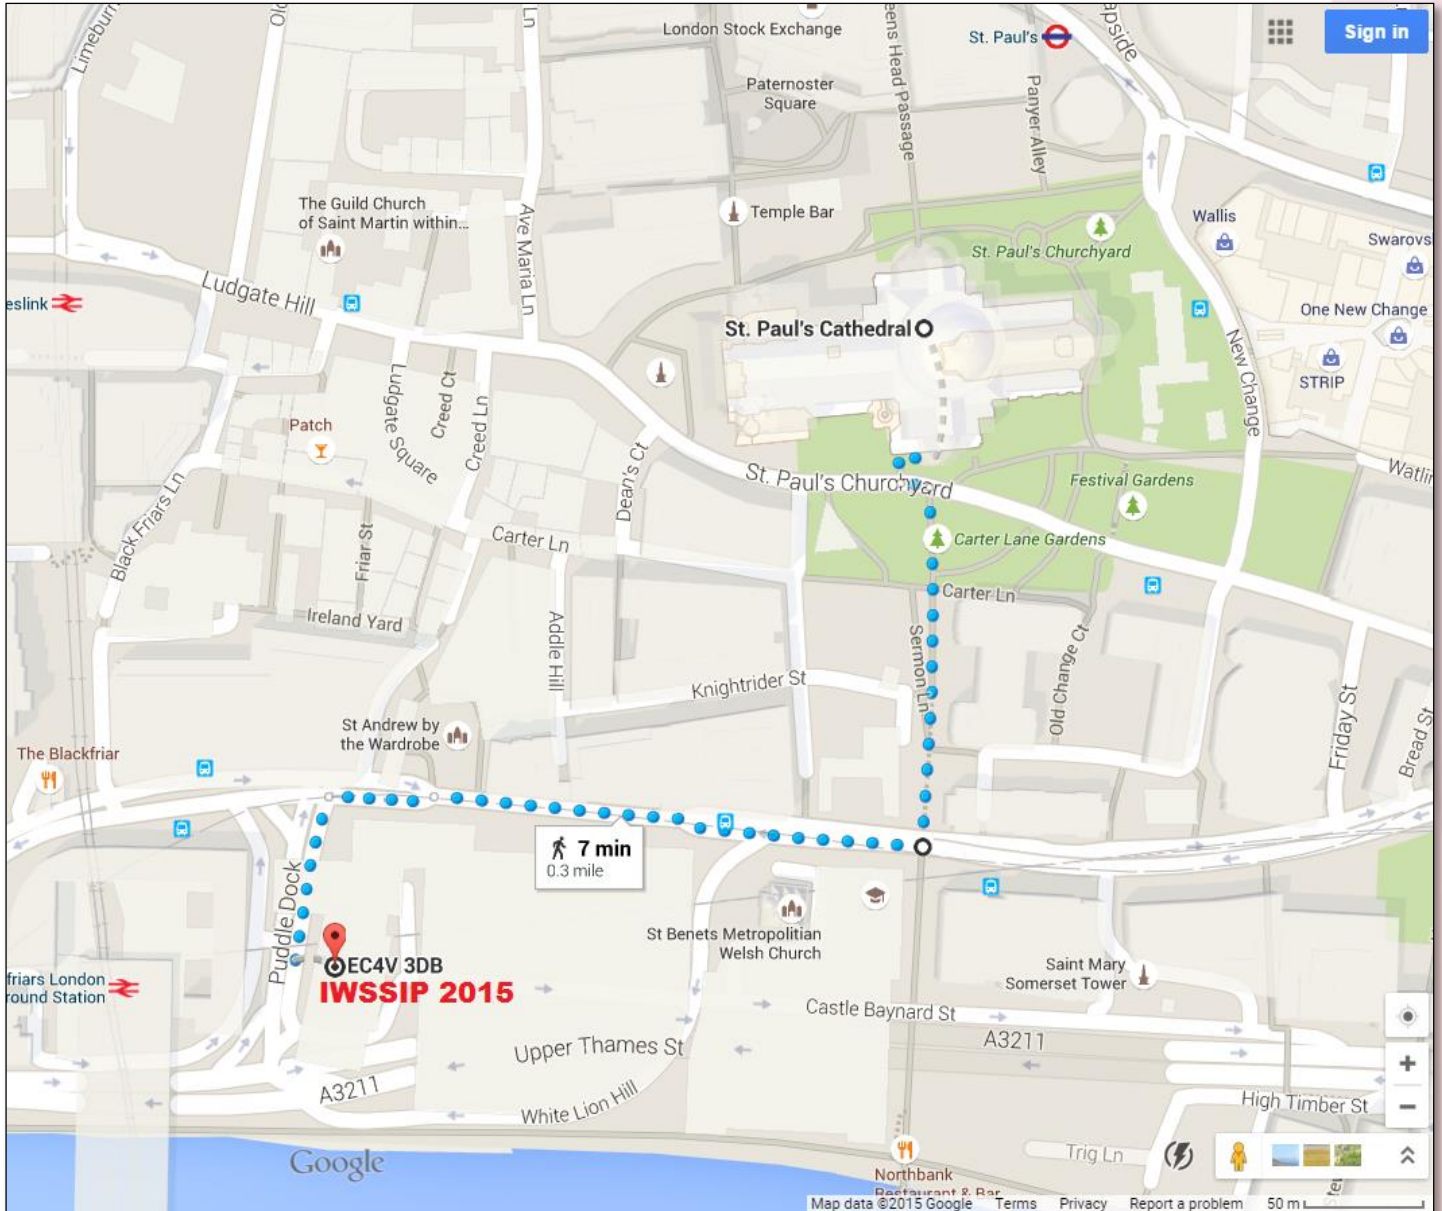 London Stock Exchange
St. Paul's
Sign in
Paternoster
Square
Panyer Alley
Ave Maria Ln
The Guild Church
of Saint Martin within...
Temple Bar
St. Paul's Churchyard
Wallis
Ludgate Hill
St. Paul's Cathedral
One New Change
STRIP
New Change
Ludgate Square
Creed Ct
Creed Ln
Patch
Black Friars Ln
Friar St
Dean's Ct
St. Paul's Churchyard
Festival Gardens
Carter Ln
Carter Lane Gardens
Carter Ln
Ireland Yard
Addle Hill
Sermon Ln
Old Change Ct
Knightrider St
Friday St
Bread St
St Andrew by
the Wardrobe
The Blackfriar
7 min
0.3 mile
Puddle Dock
EC4V 3DB
IWSSIP 2015
St Benets Metropolitan
Welsh Church
friars London
round Station
Saint Mary
Somerset Tower
Castle Baynard St
Upper Thames St
A3211
A3211
White Lion Hill
High Timber St
Trig Ln
Google
Northbank
Restaurant & Bar
Map data ©2015 Google Terms Privacy Report a problem 50 m